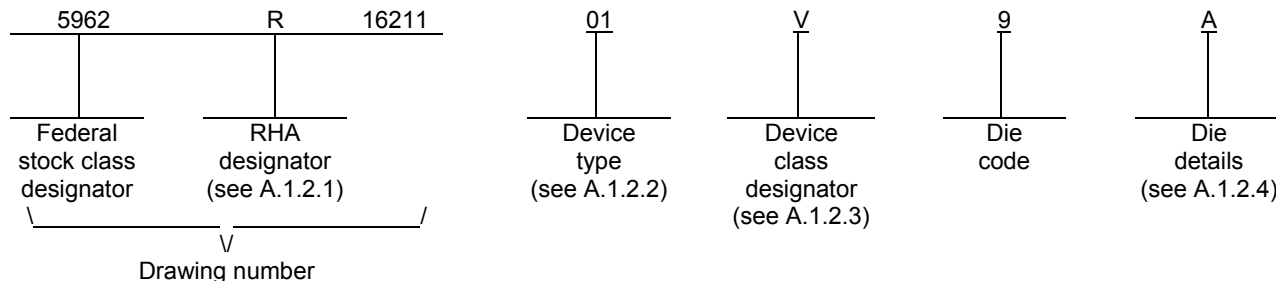 5962 R 16211 01 V 9 A
Federal RHA Device Device Die Die
stock class designator type class code details
designator (see A.1.2.1) (see A.1.2.2) designator (see A.1.2.4)
(see A.1.2.3)
Drawing number